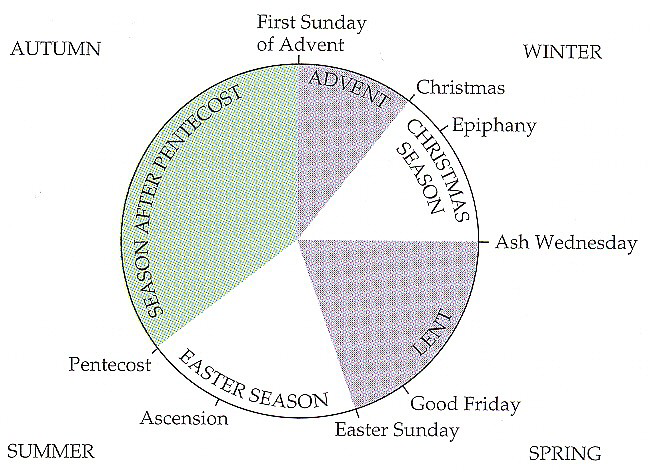 First Sunday
of Advent
AUTUMN
WINTER
ADVENT
Christmas
Epiphany
CHRISTMAS
SEASON
SEASON AFTER PENTECOST
Ash Wednesday
LENT
Pentecost
EASTER SEASON
Ascension
Good Friday
Easter Sunday
SUMMER
SPRING